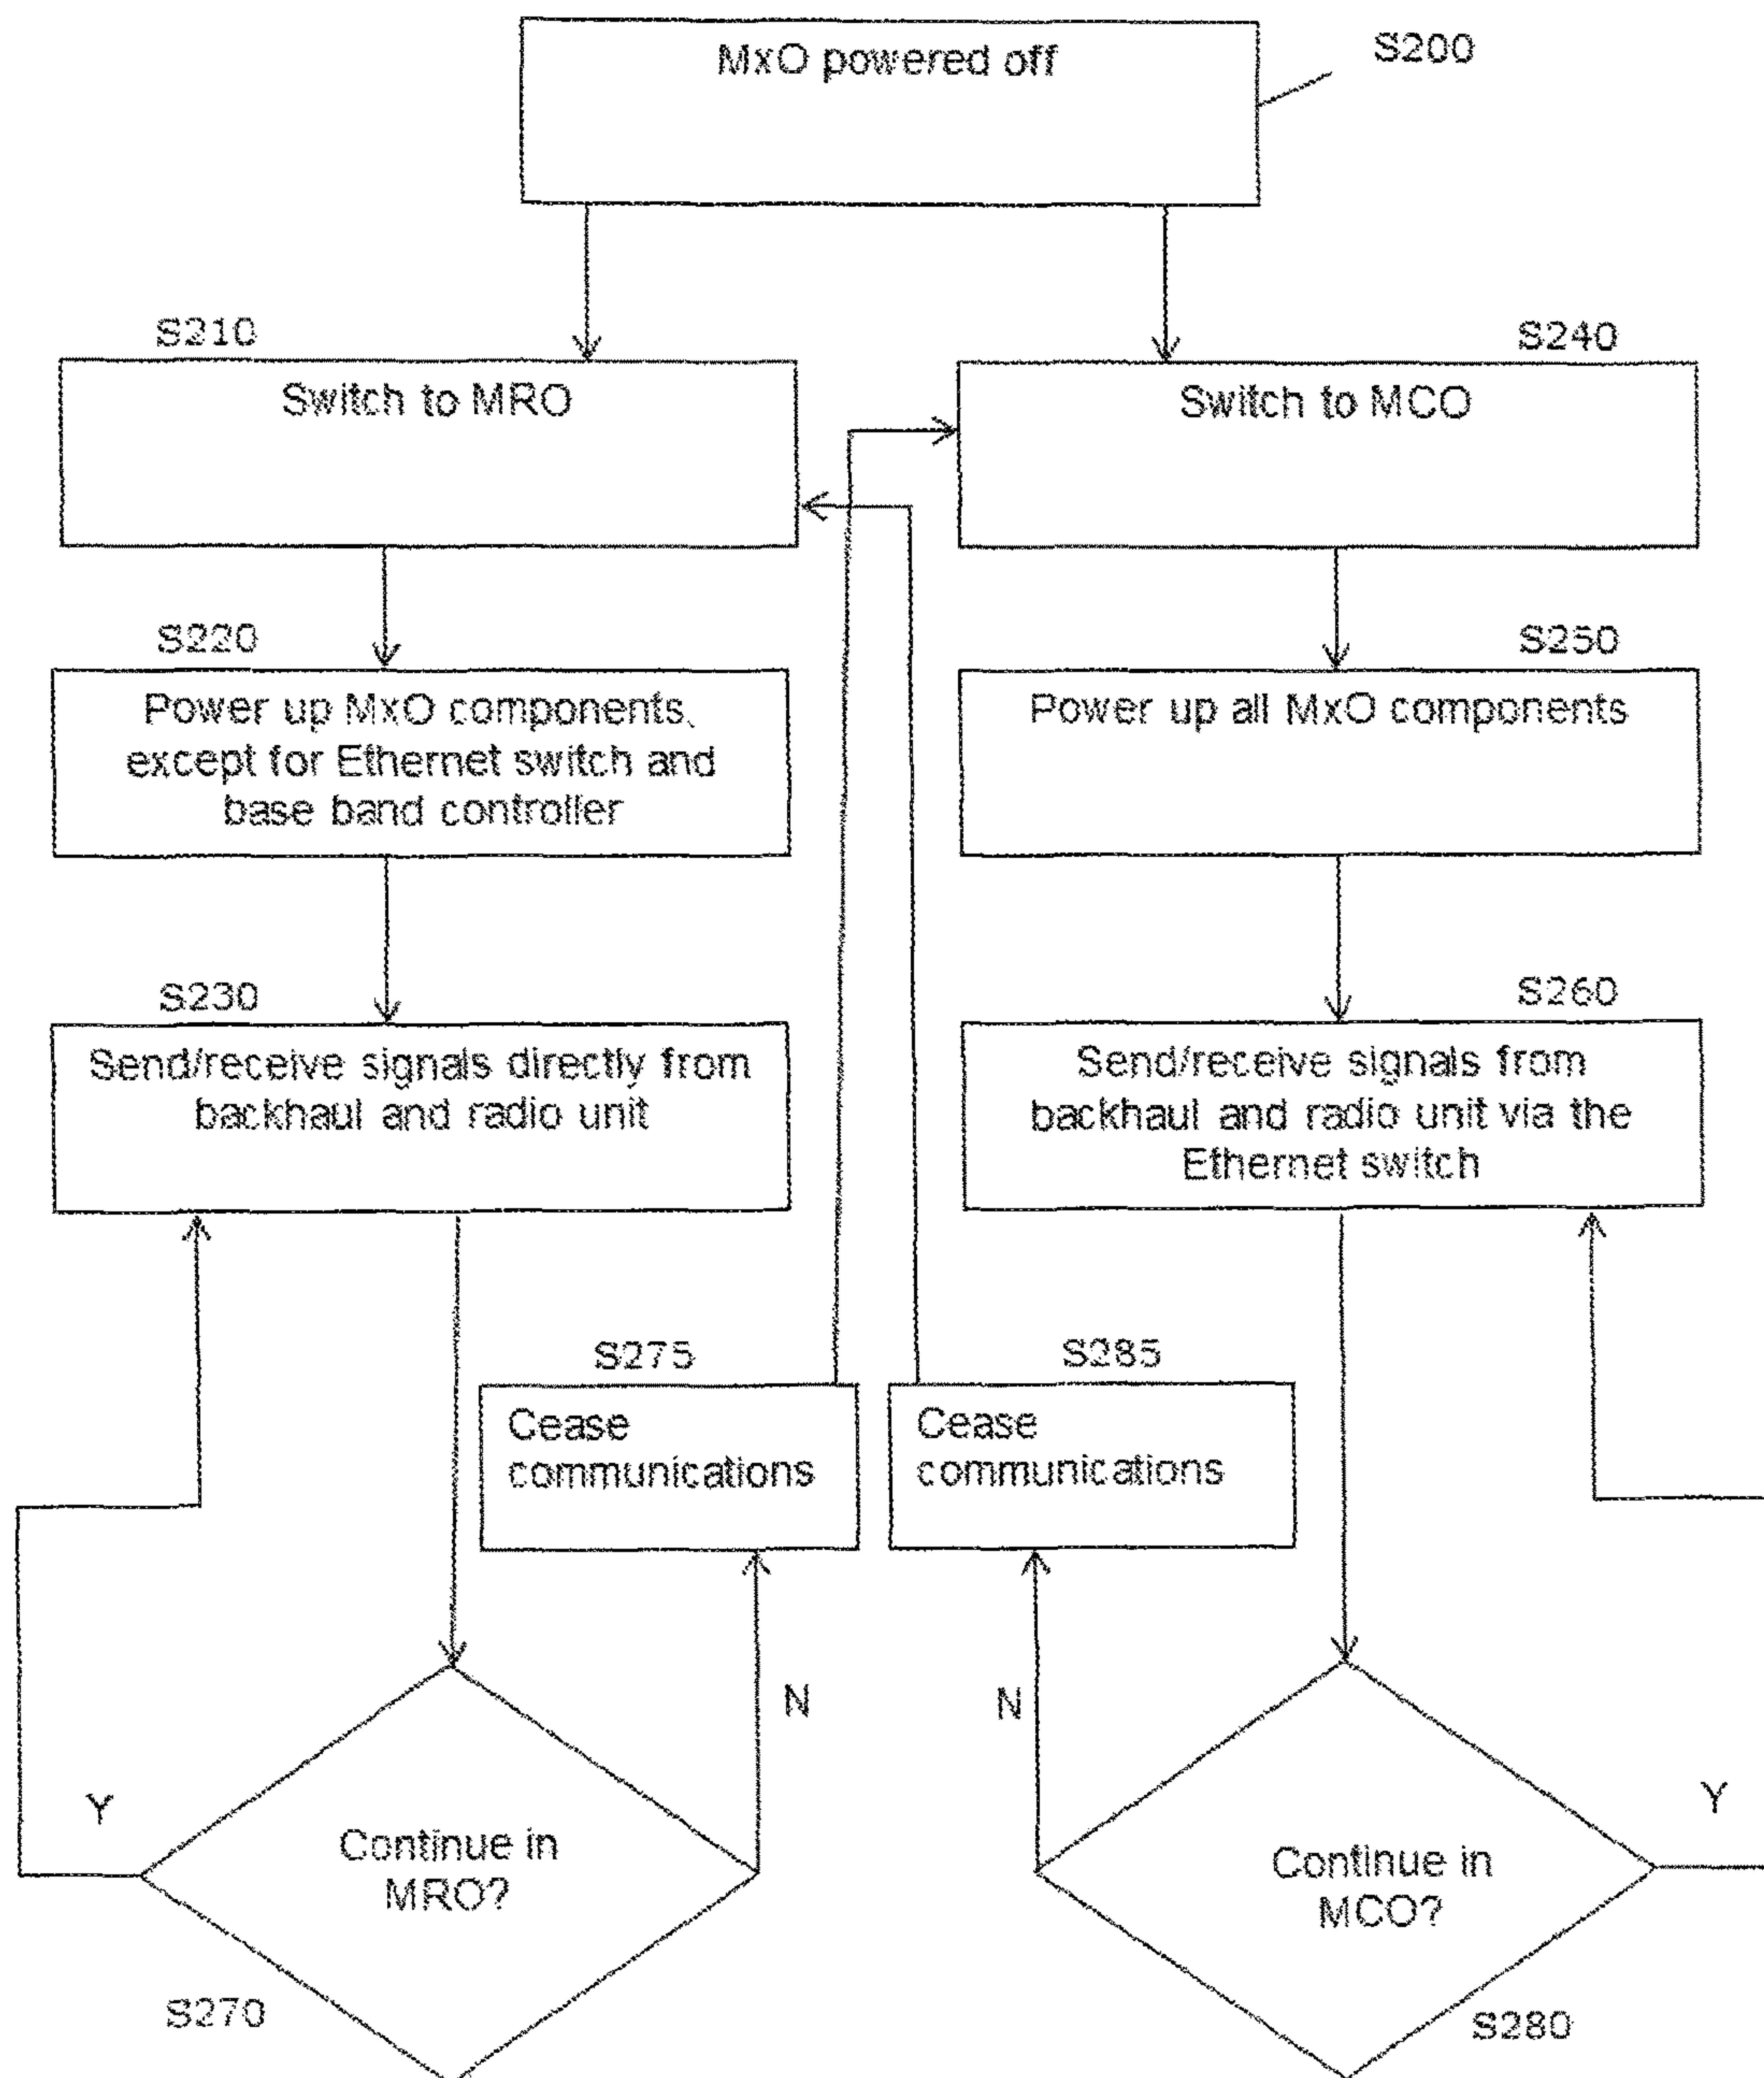 MxO powered off
S200
S210
Switch to MRO
S240
Switch to MCO
S220
Power up MxO components,
except for Ethernet switch and
base band controller
S250
Power up all MxO components
S230
Send/receive signals directly from
backhaul and radio unit
S260
Send/receive signals from
backhaul and radio unit via the
Ethernet switch
S275
Cease
communications
S285
Cease
communications
N
N
Y
Y
Continue in
MRO?
Continue in
MCO?
S270
S280